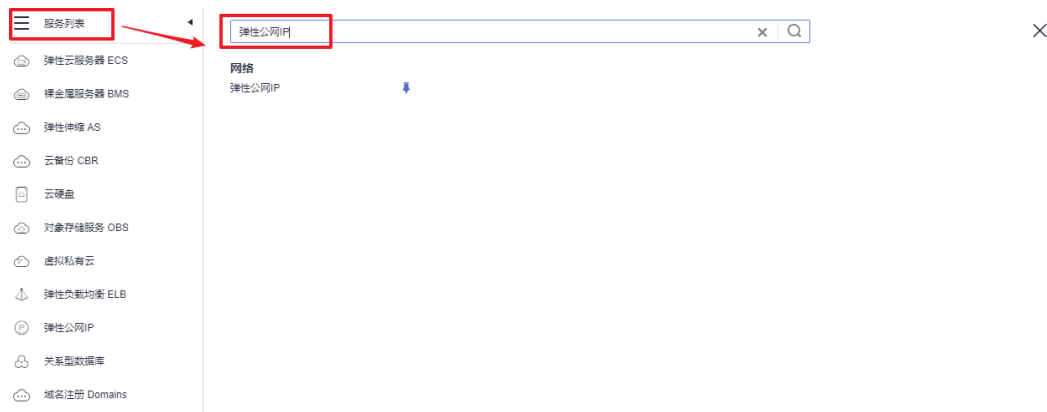 服务列表
弹性云服务器 ECS
裸金属服务器 BMS
弹性伸缩 AS
云备份 CBR
云硬盘
对象存储服务 OBS
虚拟私有云
弹性负载均衡 ELB
弹性公网IP
关系型数据库
域名注册 Domains
弹性公网IP
网络
弹性公网IP